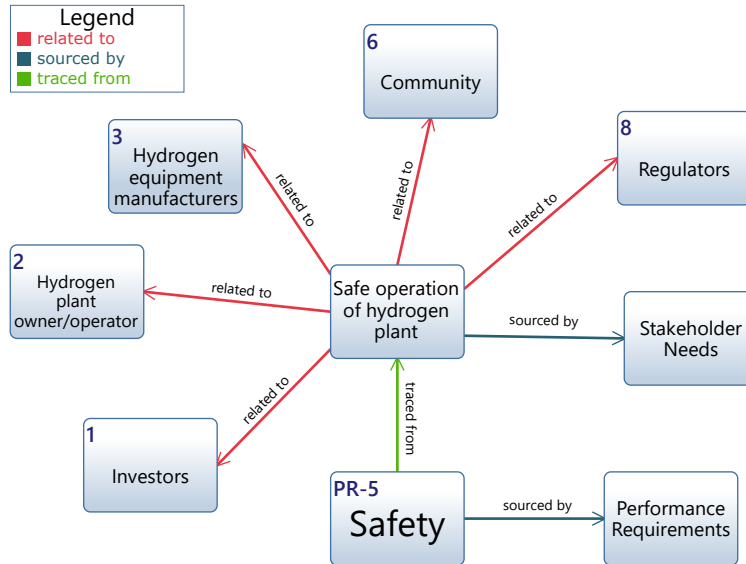 Legend
related to
sourced by
traced from
6
Community
3
Hydrogen
equipment
manufacturers
8
Regulators
related to
related to
related to
2
Hydrogen
plant
owner/operator
related to
Safe operation
of hydrogen
plant
sourced by
Stakeholder
Needs
related to
traced from
1
Investors
PR-5
Safety
sourced by
Performance
Requirements